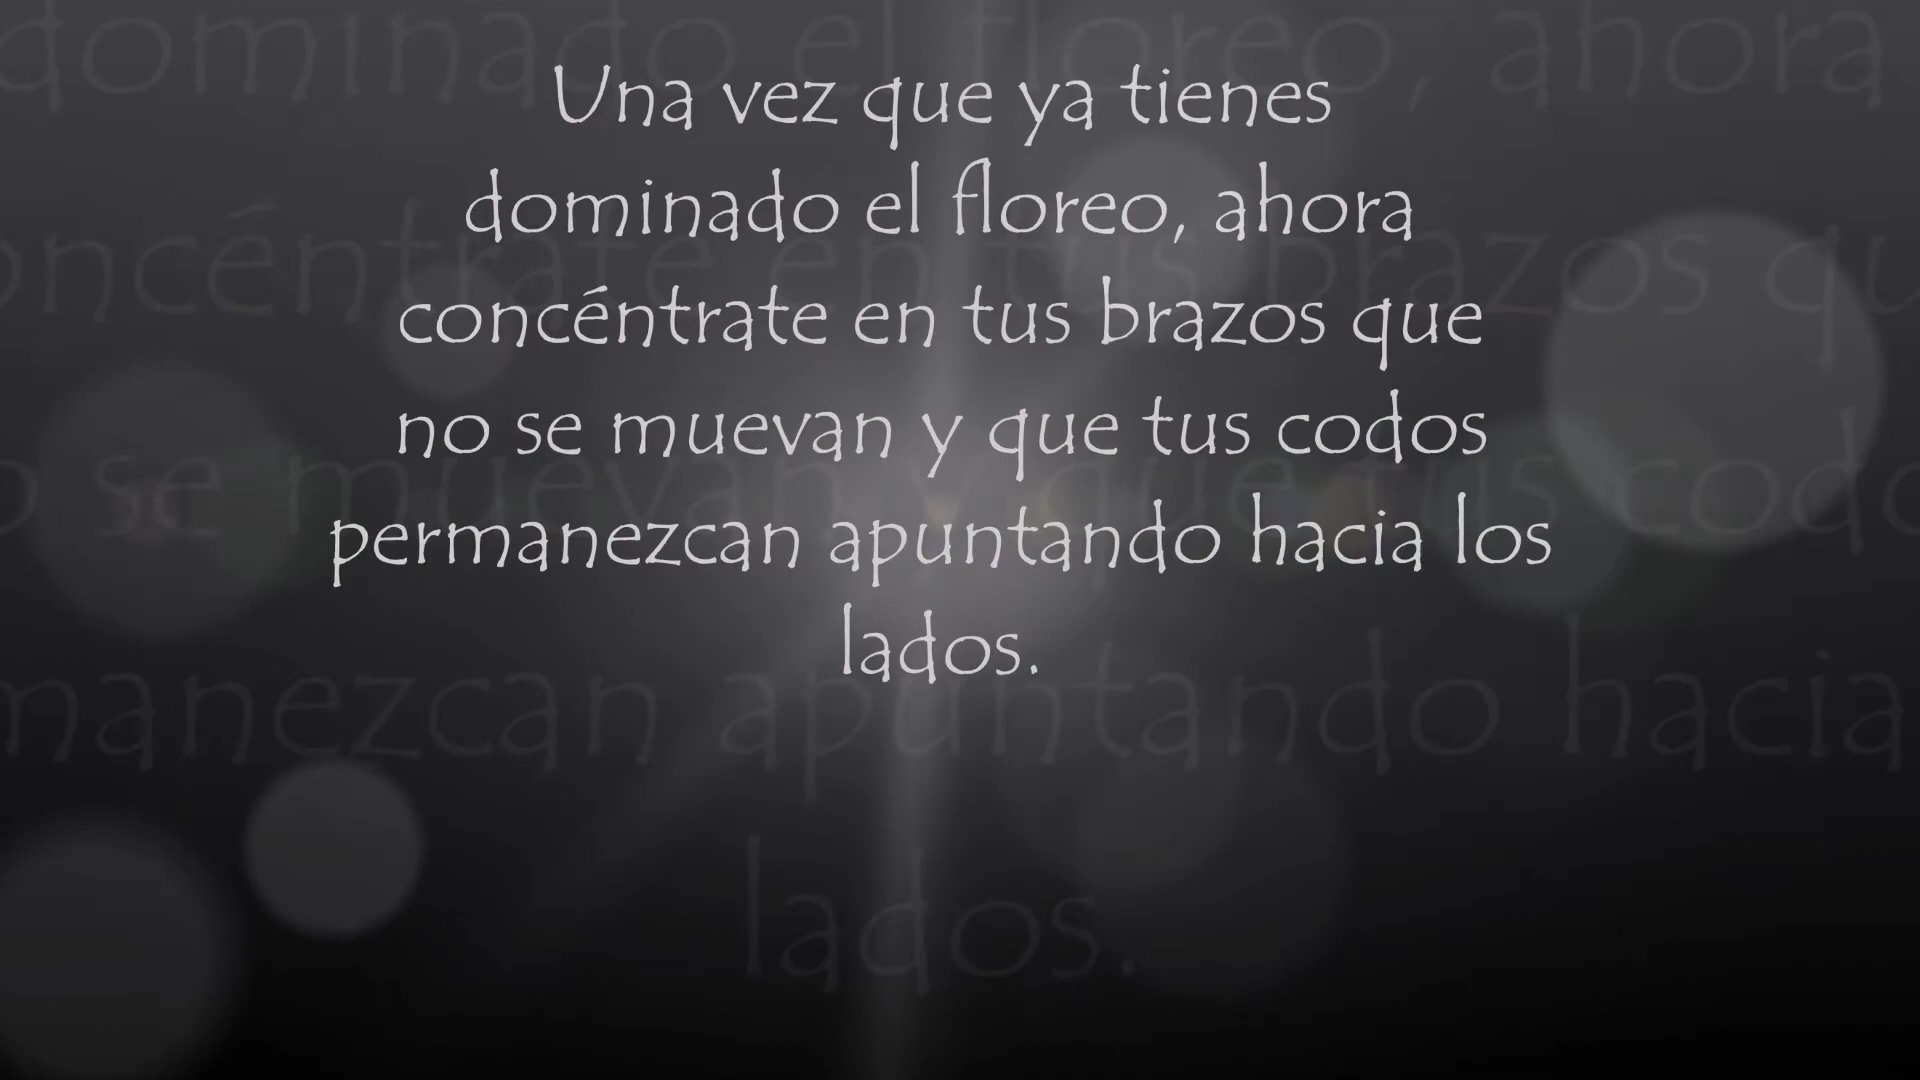 Una vez que ya tienes
dominado el floreo, ahora
concéntrate en tus brazos que
no se muevan y que tus codos
permanezcan apuntando hacia los
lados.